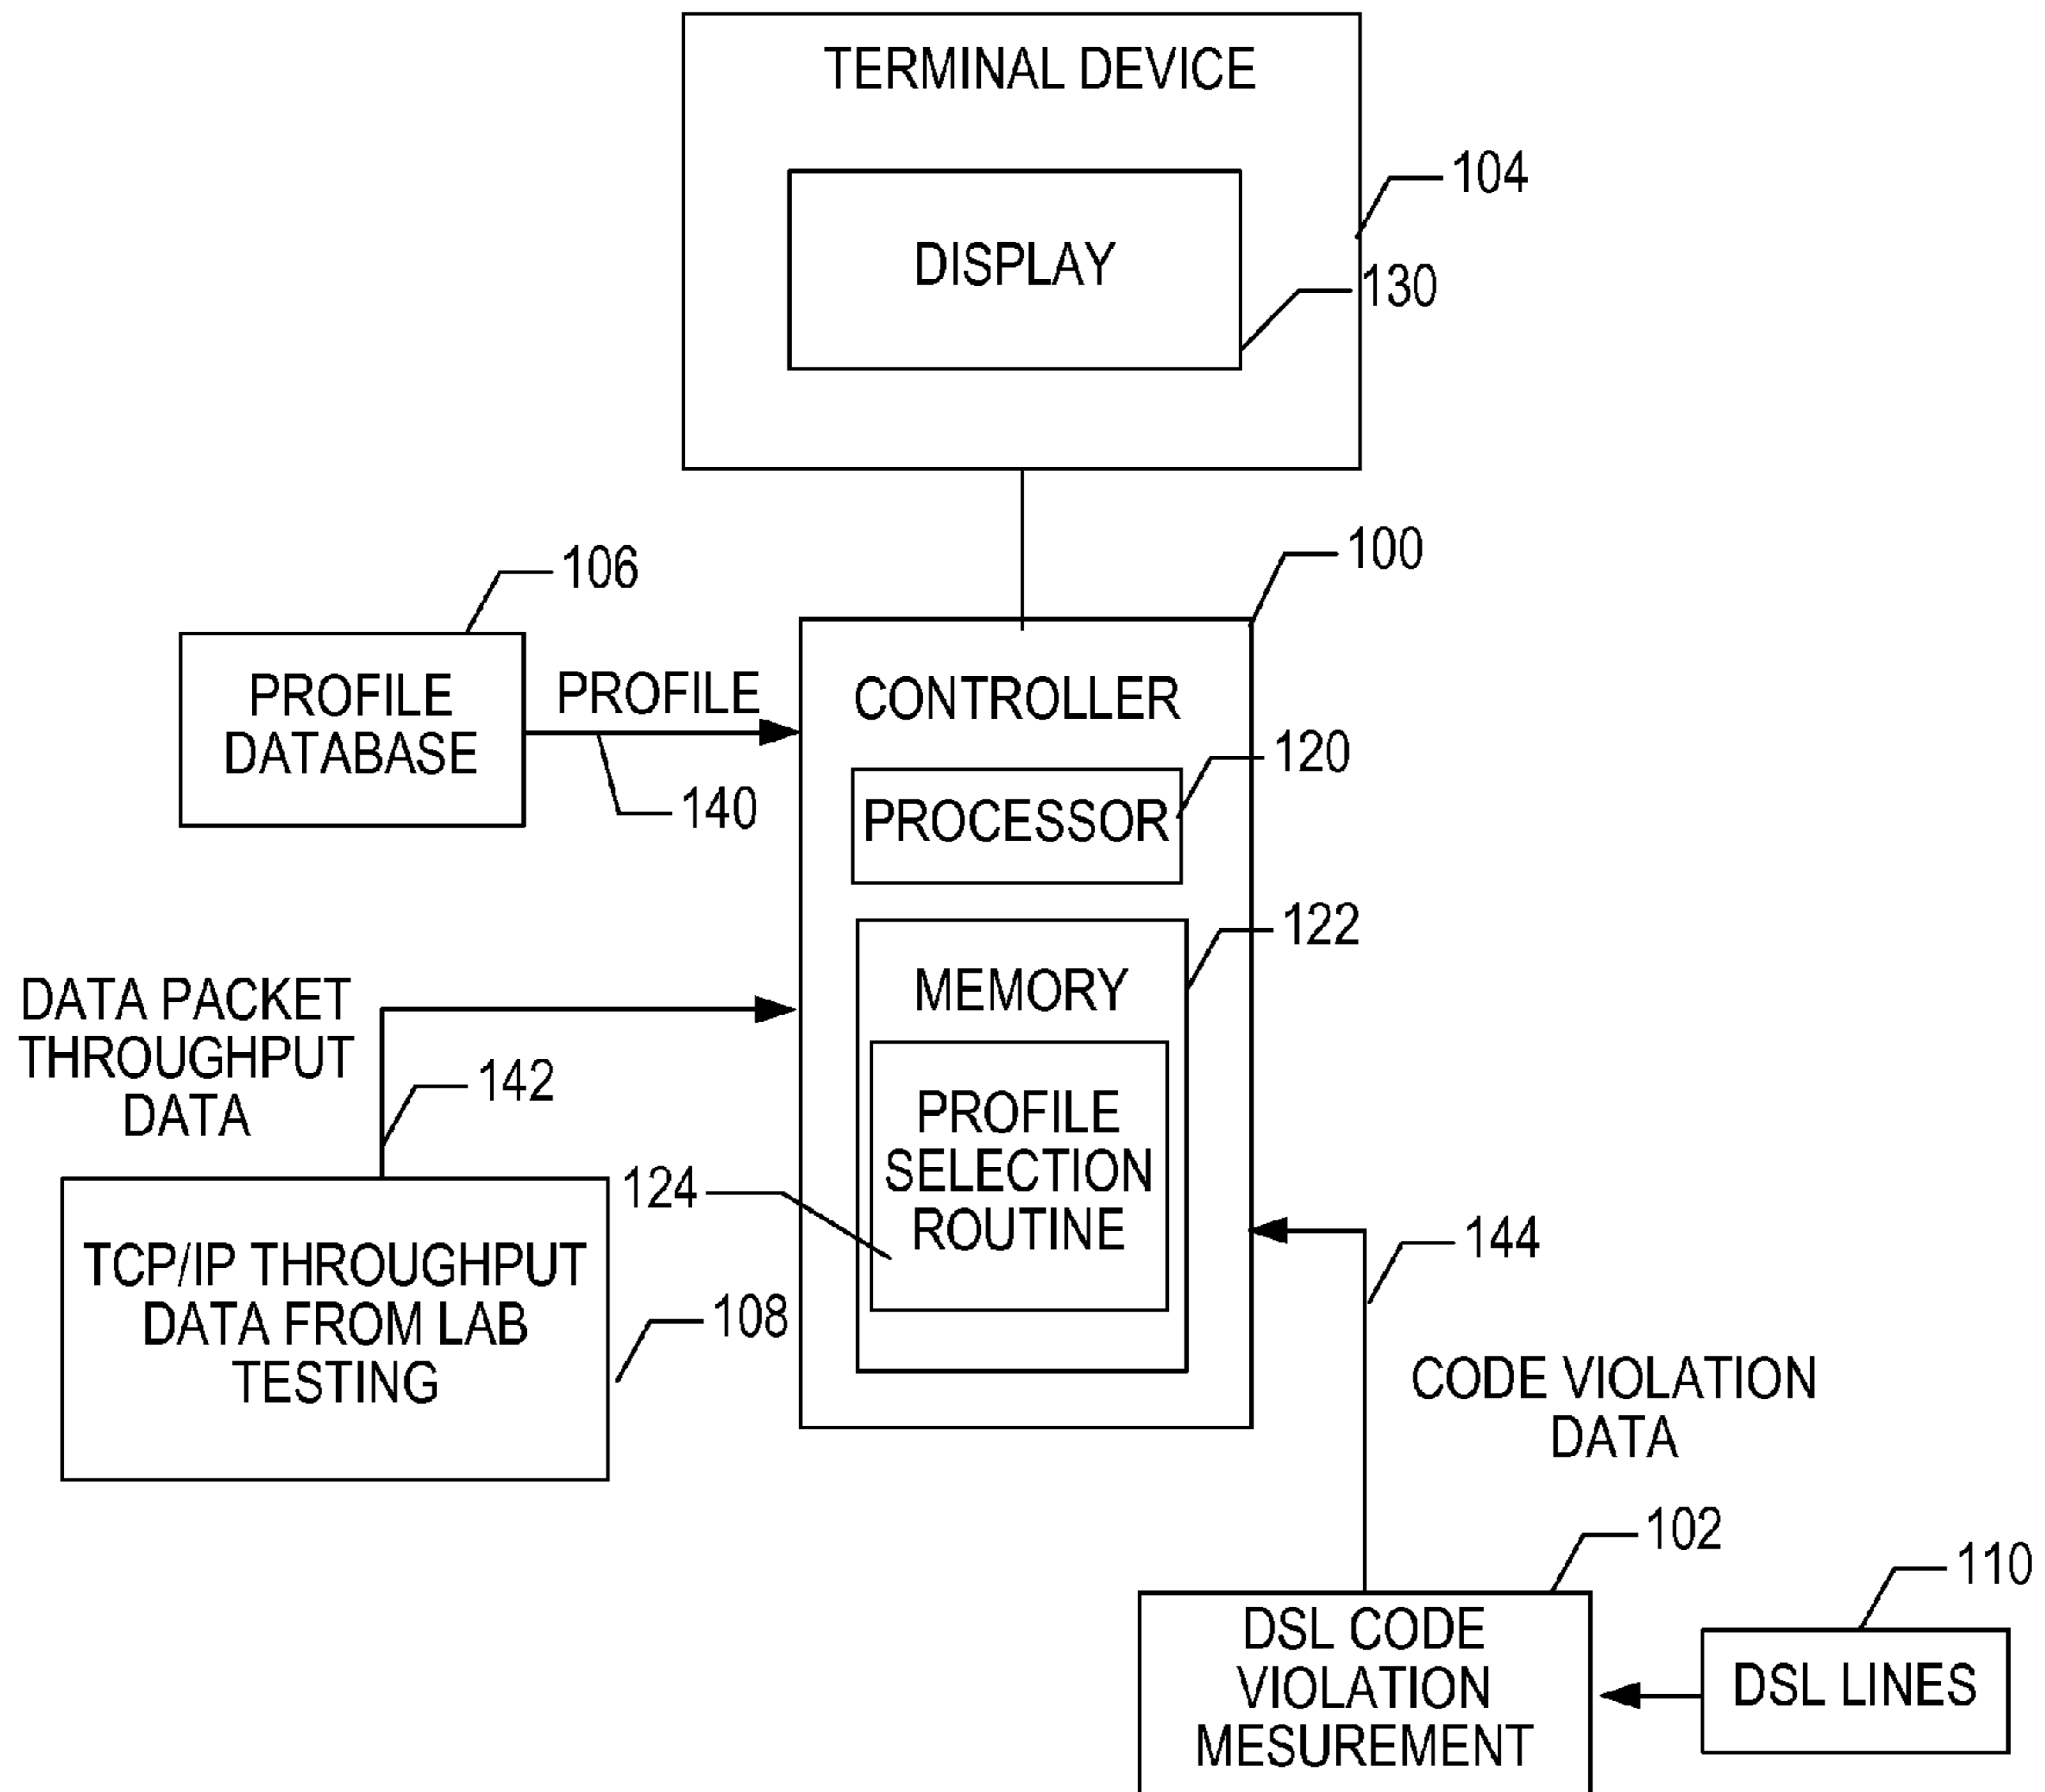 TERMINAL DEVICE
DISPLAY
104
130
100
106
PROFILE
DATABASE
PROFILE
140
CONTROLLER
PROCESSOR
120
122
MEMORY
PROFILE
SELECTION
ROUTINE
124
DATA PACKET
THROUGHPUT
DATA
142
TCP/IP THROUGHPUT
DATA FROM LAB
TESTING
108
144
CODE VIOLATION
DATA
102
110
DSL CODE
VIOLATION
MESUREMENT
DSL LINES